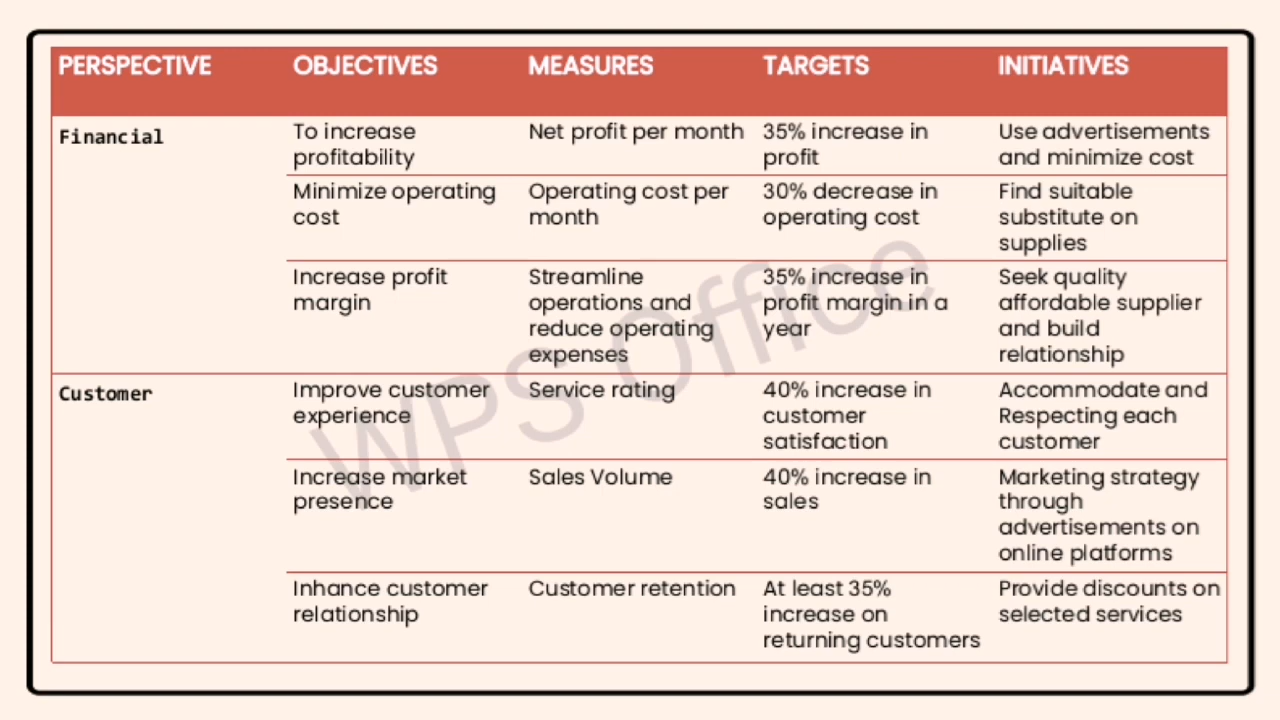 PERSPECTIVE OBJECTIVES MEASURES TARGETS INITIATIVES
Financial
To increase
profitability
Net profit per month
35% increase in
profit
Use advertisements
and minimize cost
Minimize operating
cost
Operating cost per
month
30% decrease in
operating cost
Find suitable
substitute on
supplies
Increase profit
margin
Streamline
operations and
reduce operating
expenses
35% increase in
profit margin in a
year
Seek quality
affordable supplier
and build
relationship
Customer
Improve customer
experience
Service rating
40% increase in
customer
satisfaction
Accommodate and
Respecting each
customer
Increase market
presence
Sales Volume
40% increase in
sales
Marketing strategy
through
advertisements on
online platforms
Inhance customer
relationship
Customer retention
At least 35%
increase on
returning customers
Provide discounts on
selected services
WPS Office